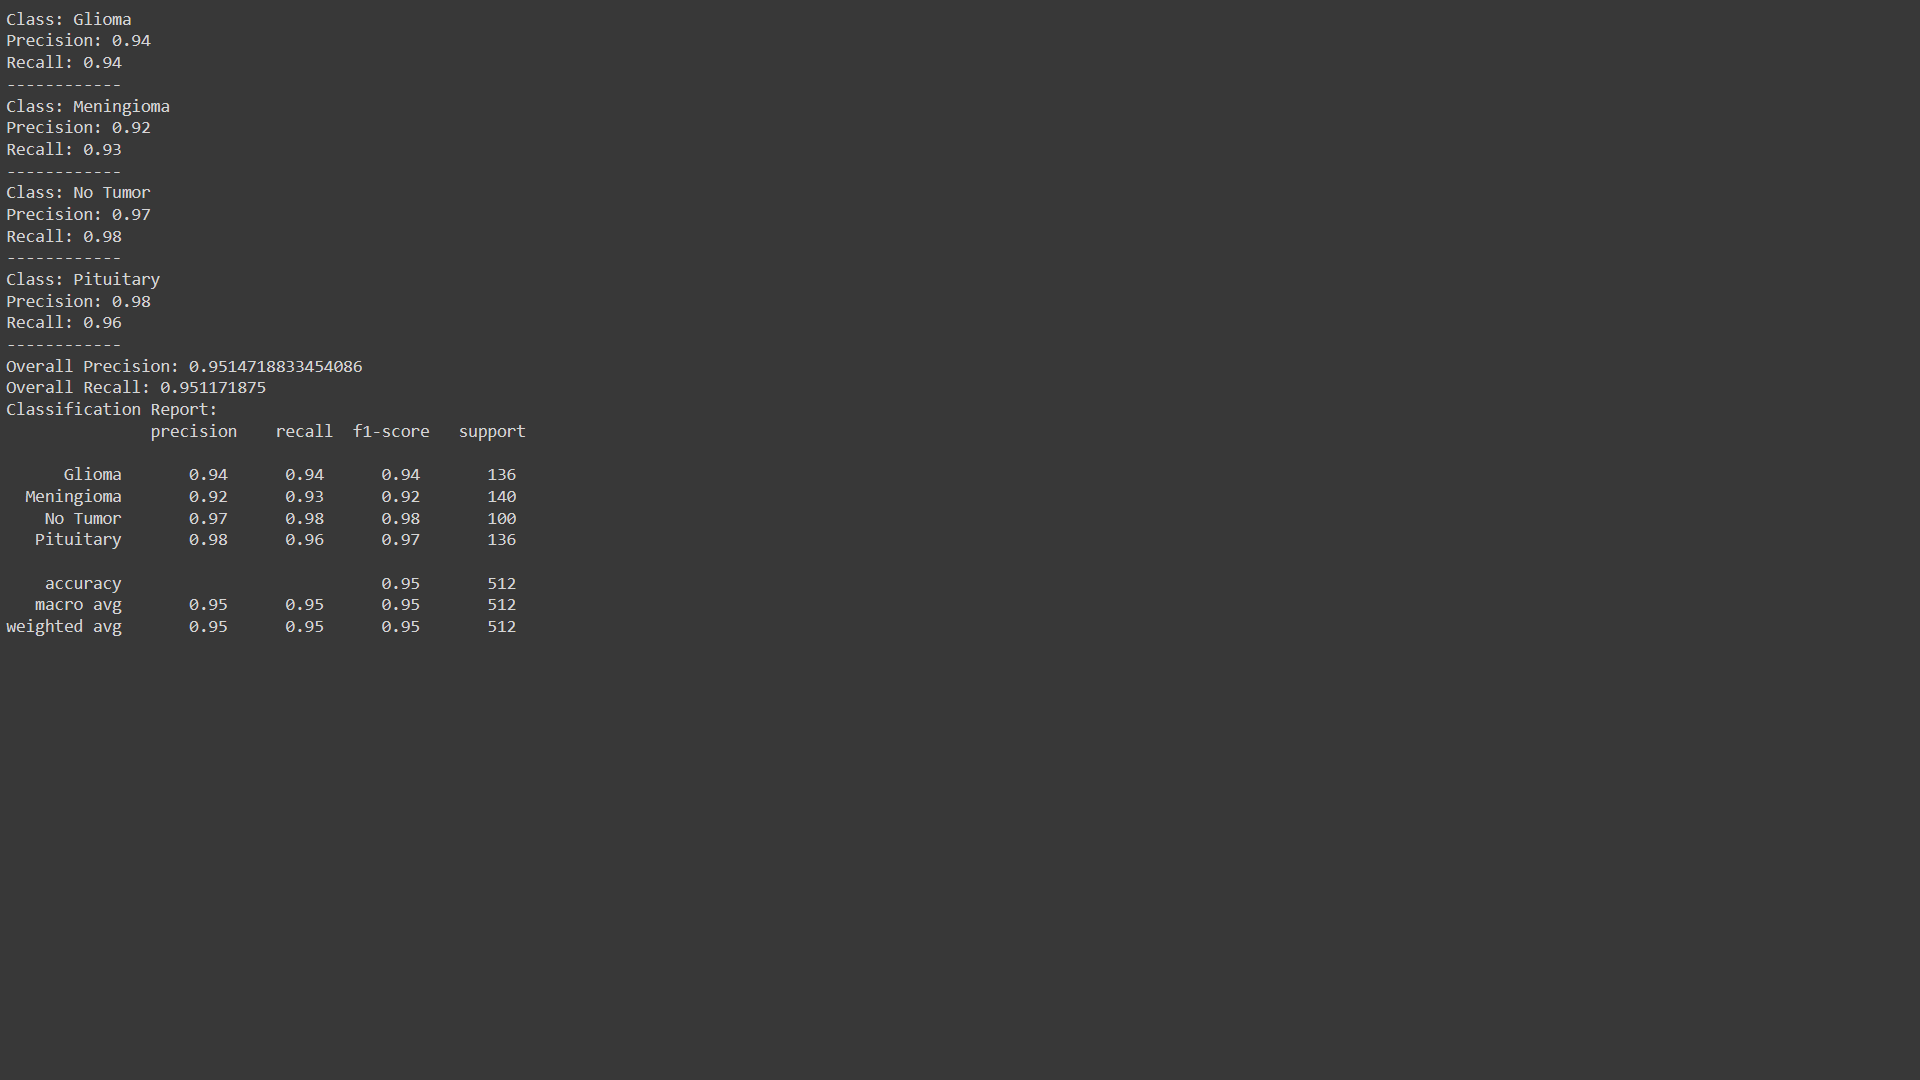 Class: Glioma
Precision: 0.94
Recall: 0.94
------------
Class: Meningioma
Precision: 0.92
Recall: 0.93
------------
Class: No Tumor
Precision: 0.97
Recall: 0.98
------------
Class: Pituitary
Precision: 0.98
Recall: 0.96
------------
Overall Precision: 0.9514718833454086
Overall Recall: 0.951171875
Classification Report:
               precision    recall  f1-score   support

      Glioma       0.94      0.94      0.94       136
  Meningioma       0.92      0.93      0.92       140
    No Tumor       0.97      0.98      0.98       100
   Pituitary       0.98      0.96      0.97       136

    accuracy                           0.95       512
   macro avg       0.95      0.95      0.95       512
weighted avg       0.95      0.95      0.95       512